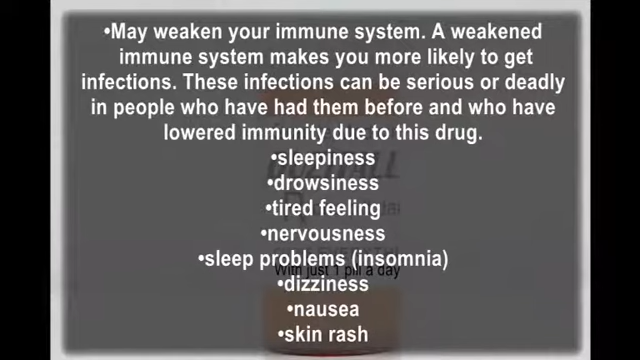 •May weaken your immune system. A weakened
immune system makes you more likely to get
infections. These infections can be serious or deadly
in people who have had them before and who have
lowered immunity due to this drug.
•sleepiness
•drowsiness
•tired feeling
•nervousness
•sleep problems (insomnia)
With just 1 pill a day
•dizziness
•nausea
•skin rash